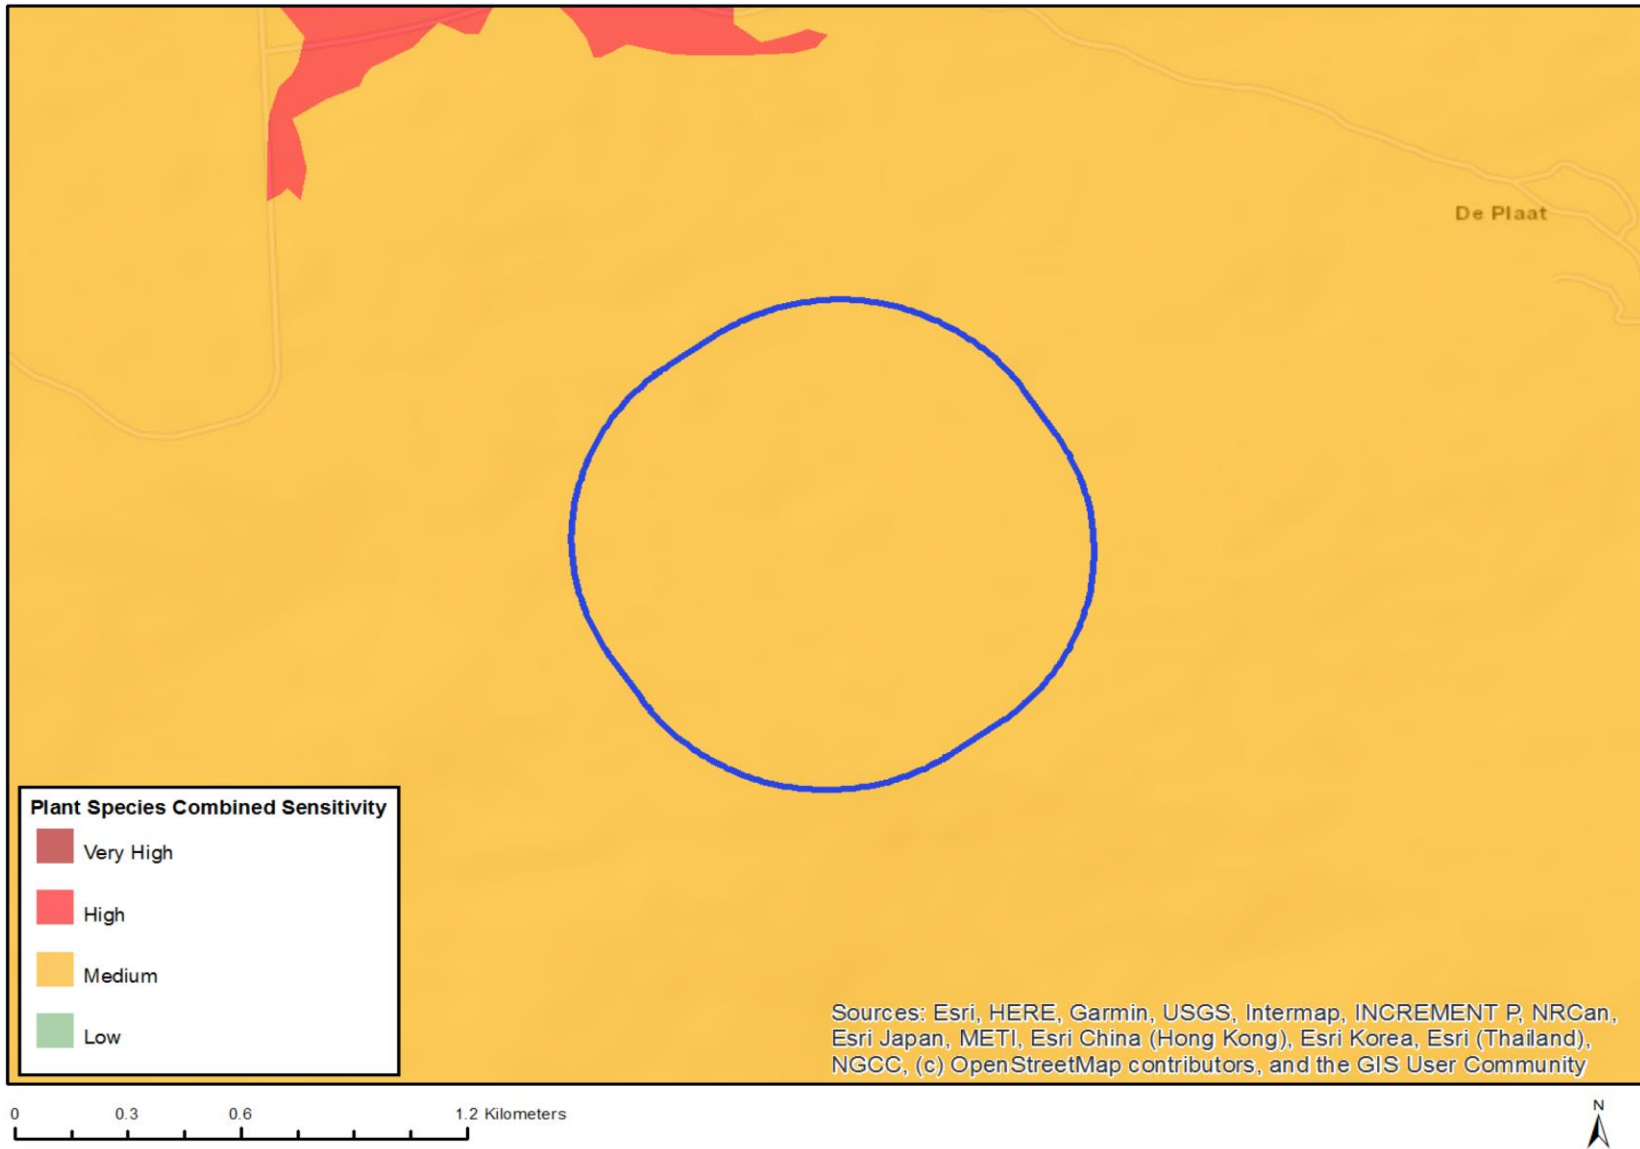 De Plaat
Plant Species Combined Sensitivity
Very High
High
Medium
Low
Sources: Esri, HERE, Garmin, USGS, Intermap, INCREMENT P, NRCan,
Esri Japan, METI, Esri China (Hong Kong), Esri Korea, Esri (Thailand),
NGCC, (c) OpenStreetMap contributors, and the GIS User Community
0 0.3 0.6 1.2 Kilometers
N